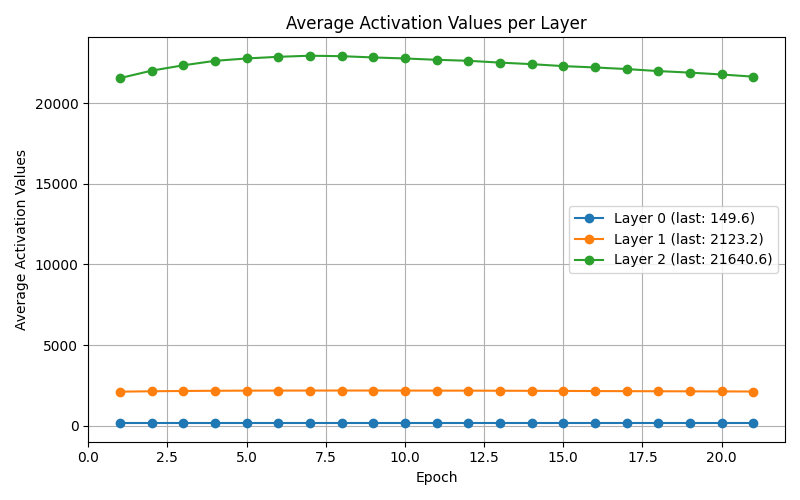 Average Activation Values per Layer
Average Activation Values
20000
15000
10000
5000
0
Layer 0 (last: 149.6)
Layer 1 (last: 2123.2)
Layer 2 (last: 21640.6)
0.0 2.5 5.0 7.5 10.0 12.5 15.0 17.5 20.0
Epoch